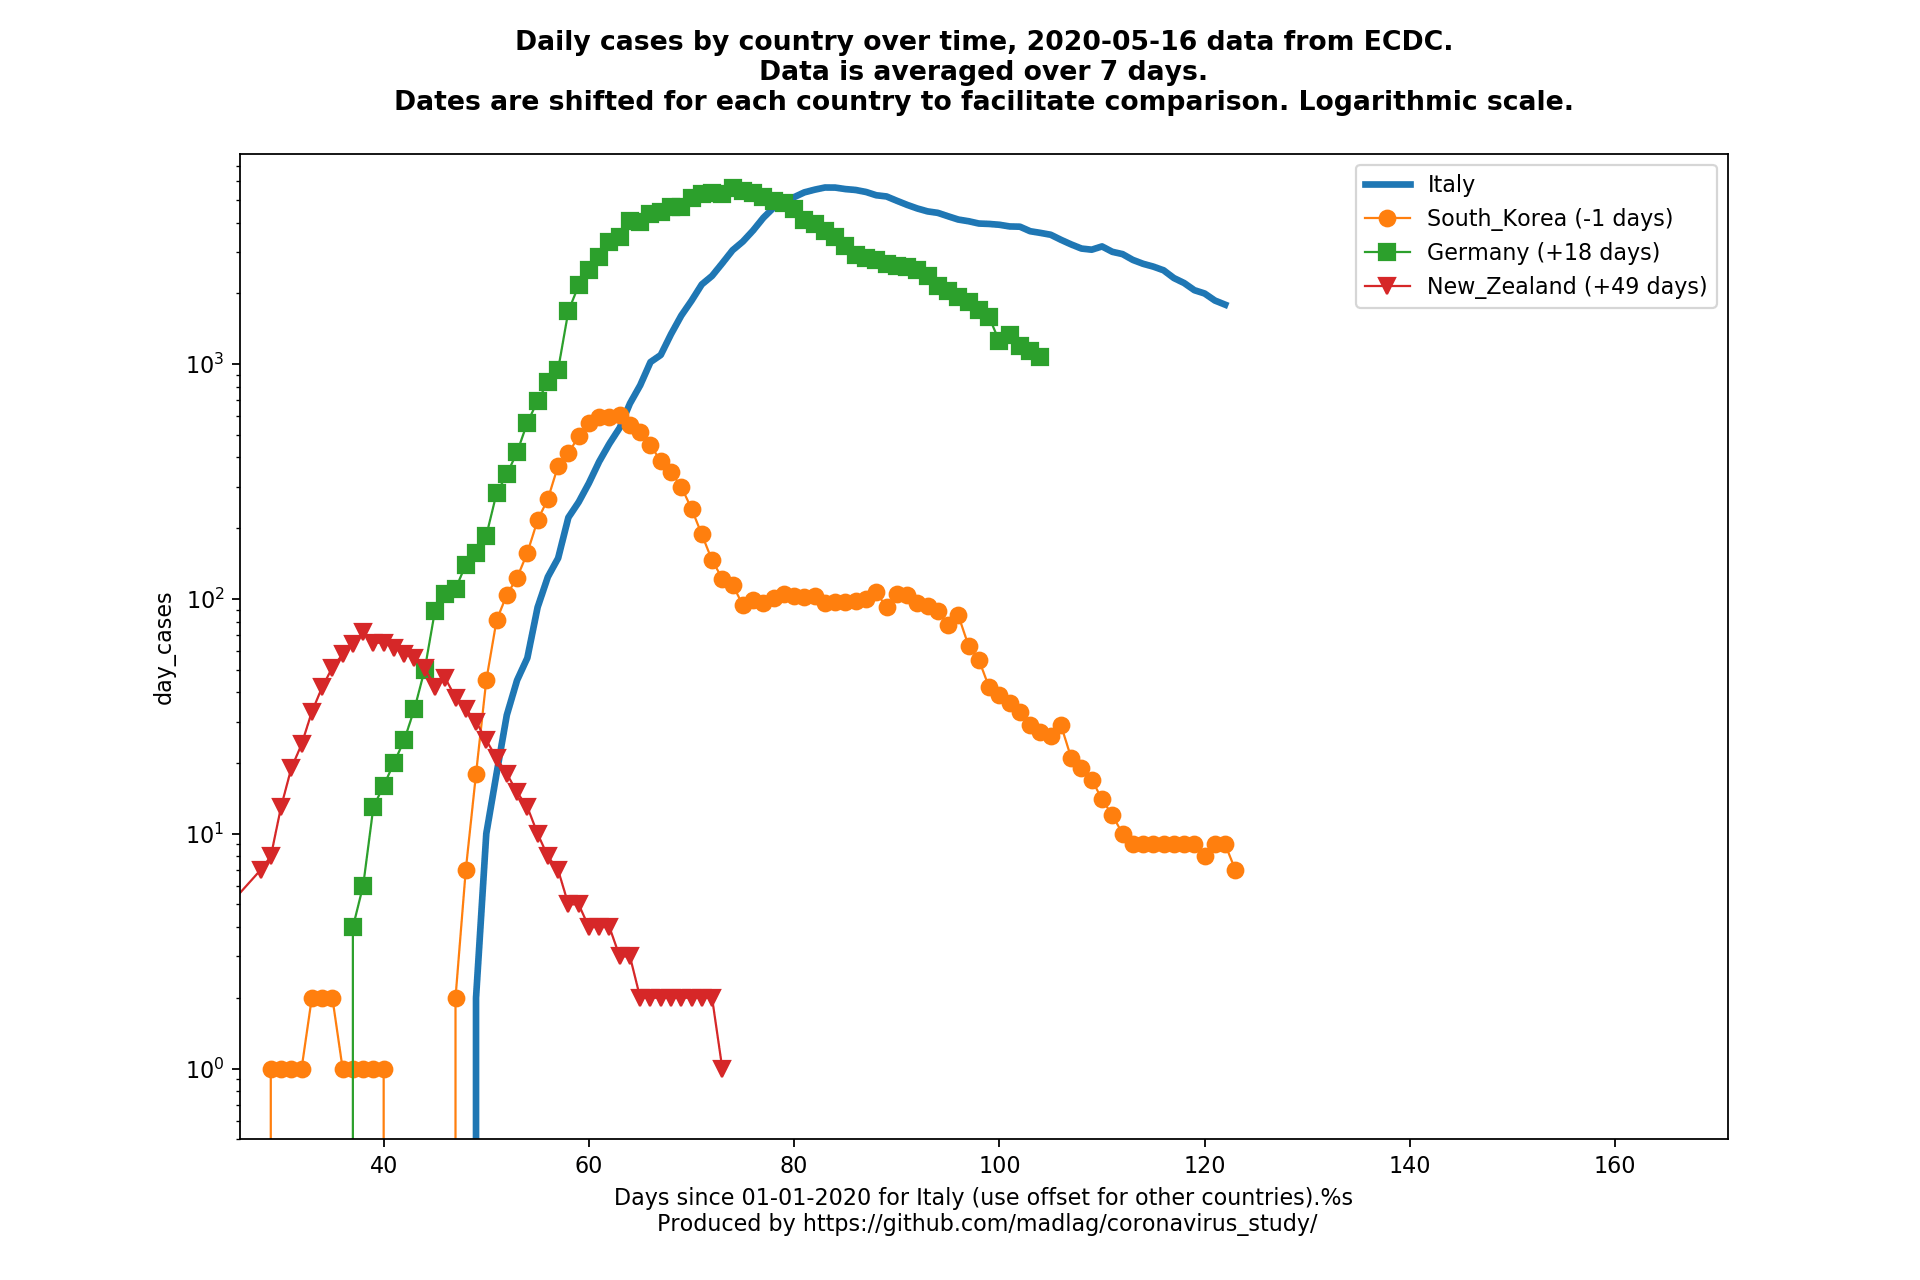 Daily cases by country over time, 2020-05-16 data from ECDC.
Data is averaged over 7 days.
Dates are shifted for each country to facilitate comparison. Logarithmic scale.
Italy
South_Korea (-1 days)
Germany (+18 days)
New_Zealand (+49 days)
day_cases
10³
10²
10¹
10⁰
40 60 80 100 120 140 160
Days since 01-01-2020 for Italy (use offset for other countries).%s
Produced by https://github.com/madlag/coronavirus_study/